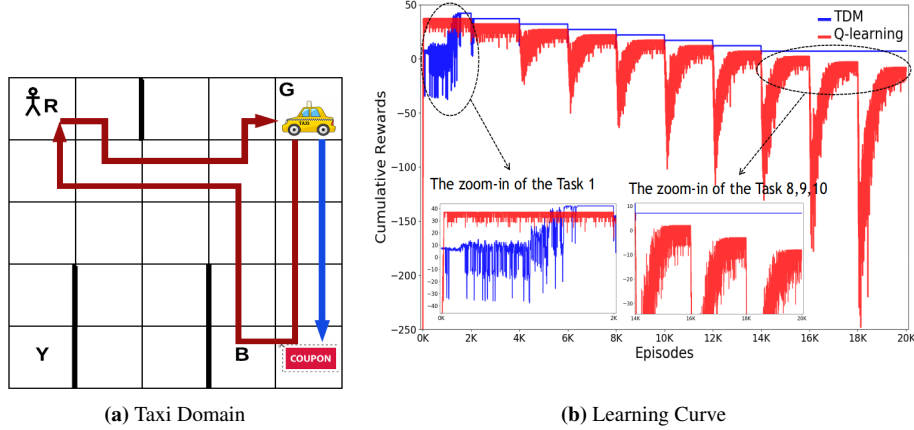 R
G
TAXI
Y
B
COUPON
(a) Taxi Domain
50
0
−50
−100
−150
−200
−250
Cumulative Rewards
TDM
Q-learning
The zoom-in of the Task 1
The zoom-in of the Task 8,9,10
40
30
20
10
0
−10
−20
−30
−40
0K
2K
10
0
−10
−20
−30
14K
16K
18K
20K
0K
2K
4K
6K
8K
10K
12K
14K
16K
18K
20K
Episodes
(b) Learning Curve